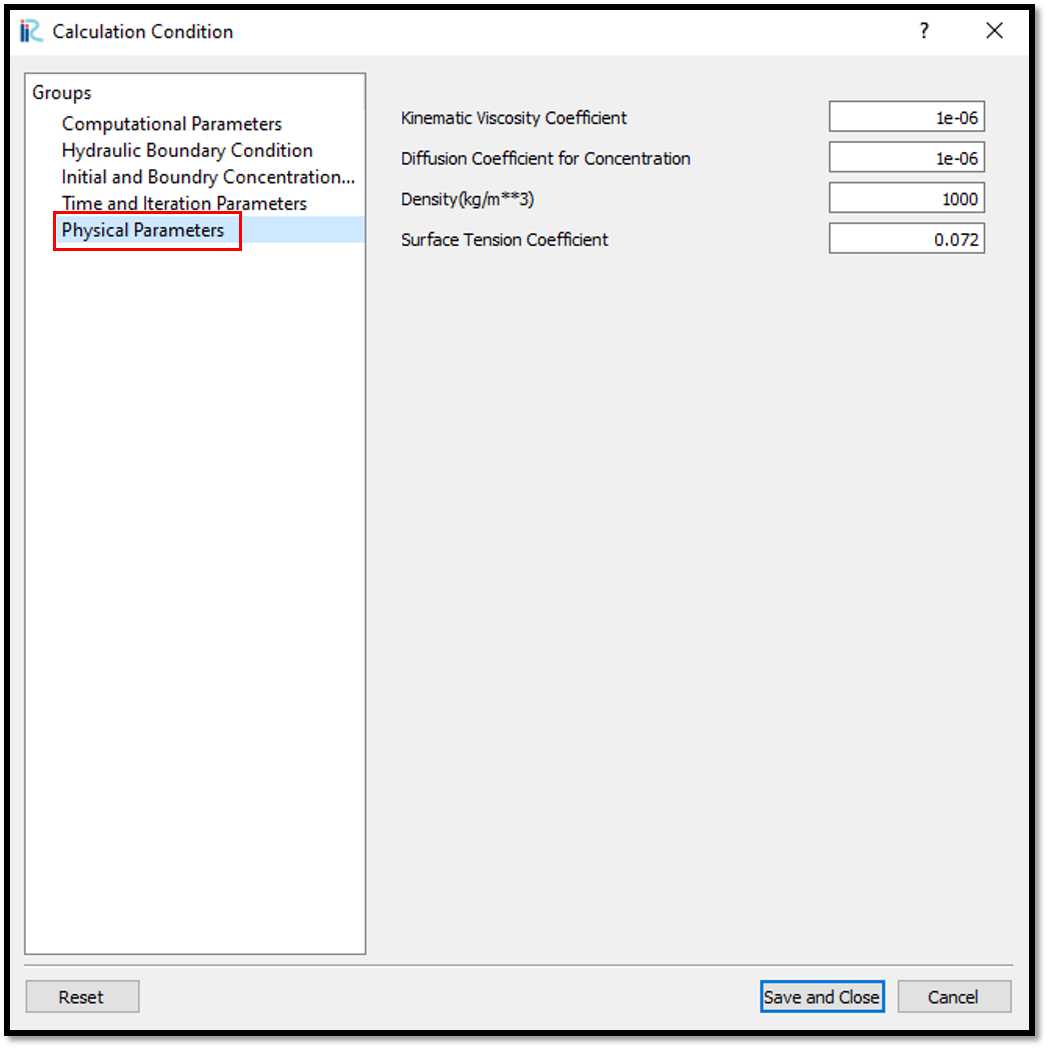 iRC Calculation Condition ?
Groups
Computational Parameters
Hydraulic Boundary Condition
Initial and Boundry Concentration...
Time and Iteration Parameters
Physical Parameters
Kinematic Viscosity Coefficient 1e-06
Diffusion Coefficient for Concentration 1e-06
Density(kg/m**3) 1000
Surface Tension Coefficient 0.072
Reset Save and Close Cancel